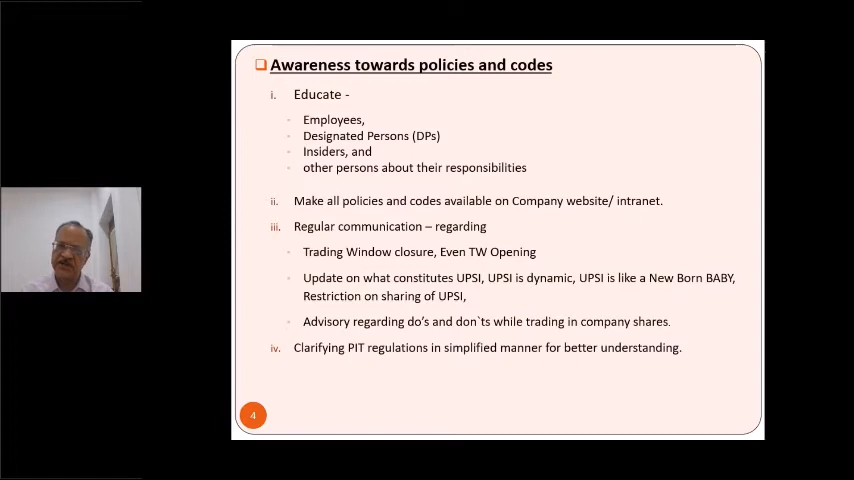 Awareness towards policies and codes
i. Educate -
- Employees,
- Designated Persons (DPs)
- Insiders, and
- other persons about their responsibilities
ii. Make all policies and codes available on Company website/ intranet.
iii. Regular communication – regarding
- Trading Window closure, Even TW Opening
- Update on what constitutes UPSI, UPSI is dynamic, UPSI is like a New Born BABY,
Restriction on sharing of UPSI,
- Advisory regarding do’s and don`ts while trading in company shares.
iv. Clarifying PIT regulations in simplified manner for better understanding.
4